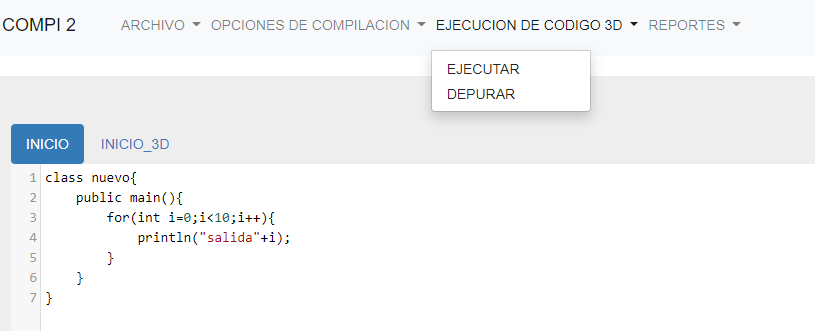 COMPI 2 ARCHIVO OPCIONES DE COMPILACION EJECUCION DE CODIGO 3D REPORTES
EJECUTAR
DEPURAR
INICIO INICIO_3D
1 class nuevo{
2     public main(){
3         for(int i=0;i<10;i++){
4             println("salida"+i);
5         }
6     }
7 }